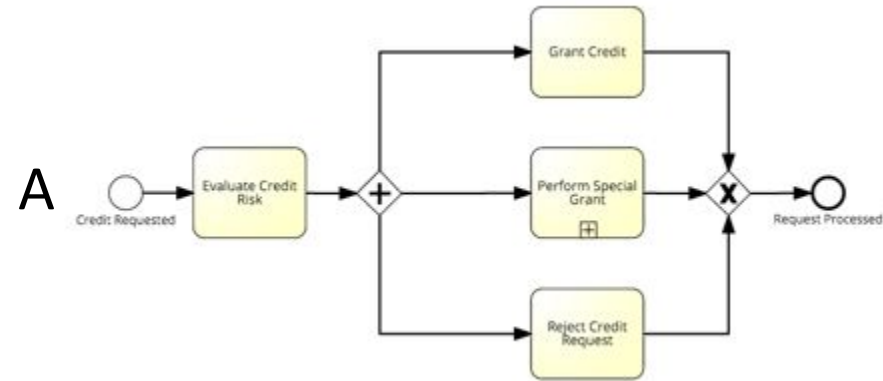 Grant Credit
A
Evaluate Credit
Risk
Perform Special
Grant
Credit Requested
Request Processed
Reject Credit
Request